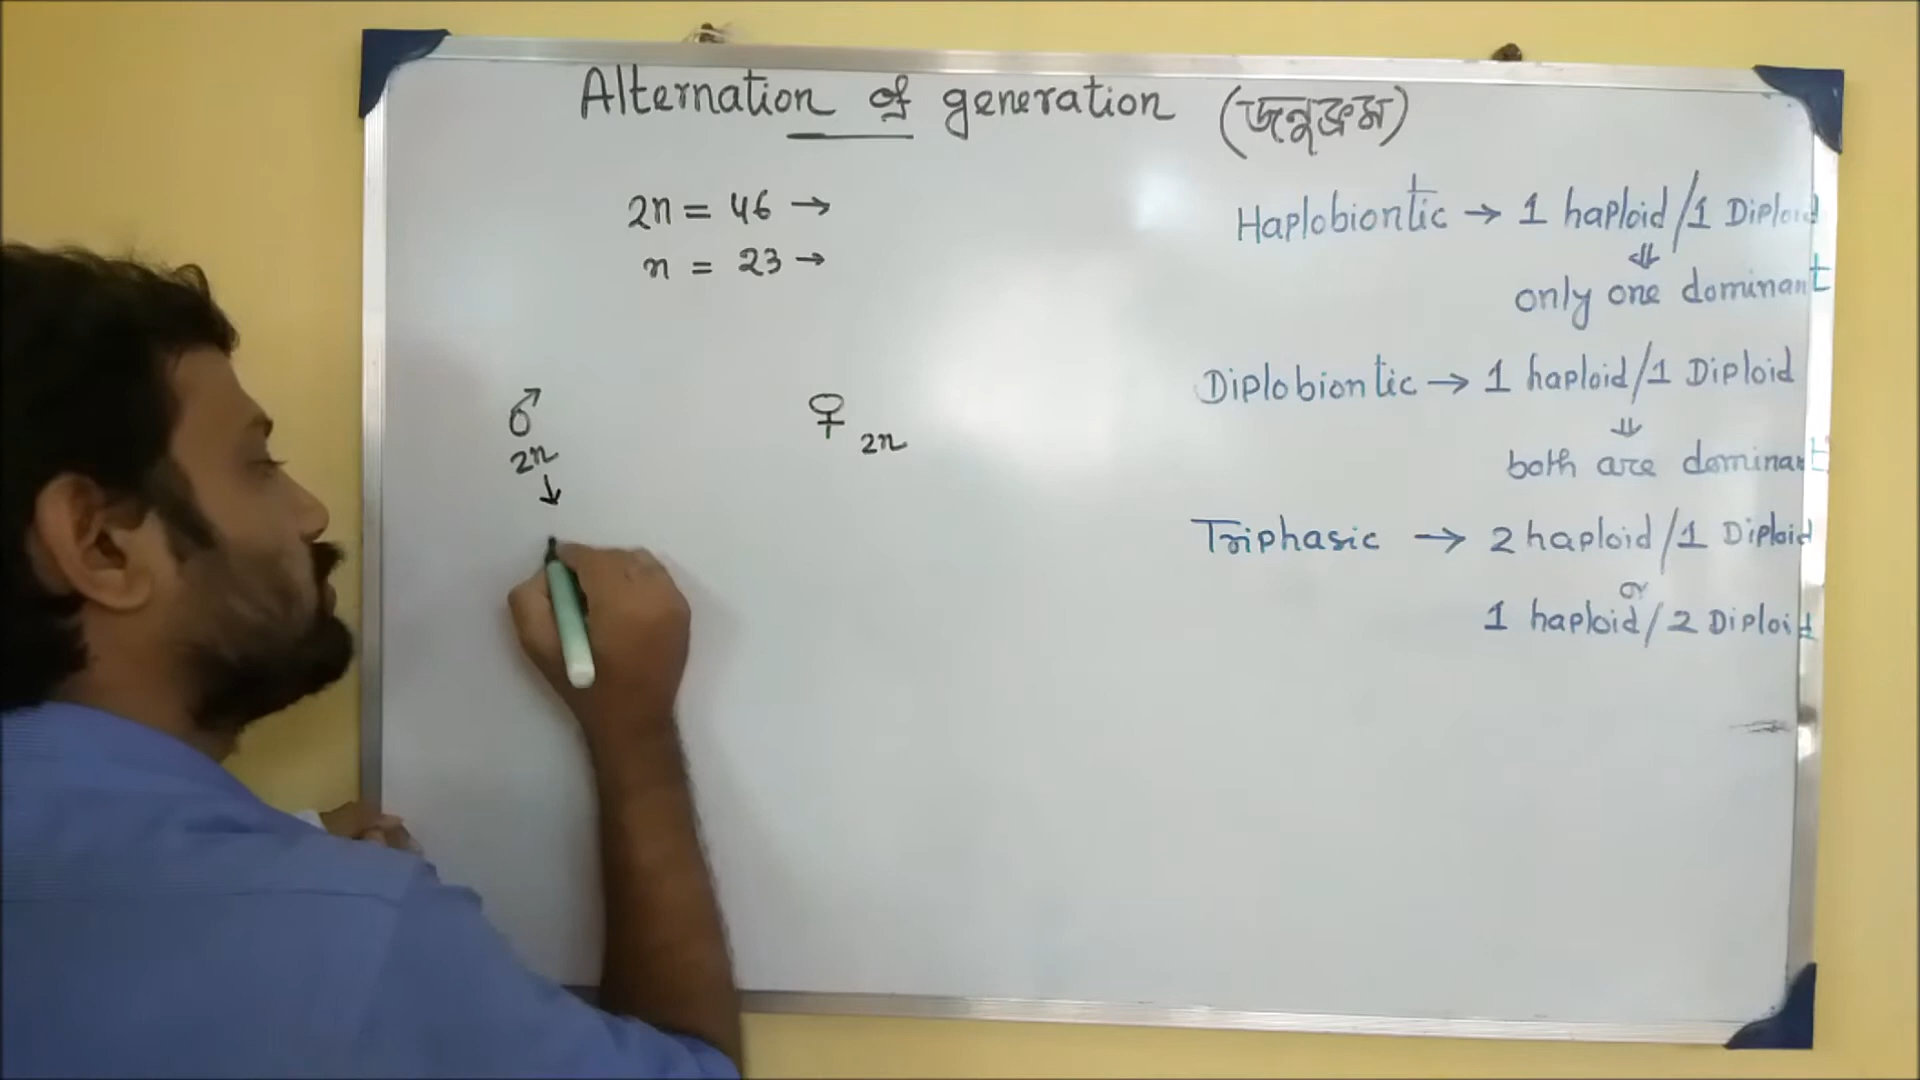 Alternation of generation (জনুক্রম)
2n = 46 →
n = 23 →
♂
2n
↓
♀ 2n
Haplobiontic → 1 haploid/1 Diploid
⇓
only one dominant
Diplobiontic → 1 haploid/1 Diploid
⇓
both are dominant
Triphasic → 2 haploid/1 Diploid
or
1 haploid/2 Diploid